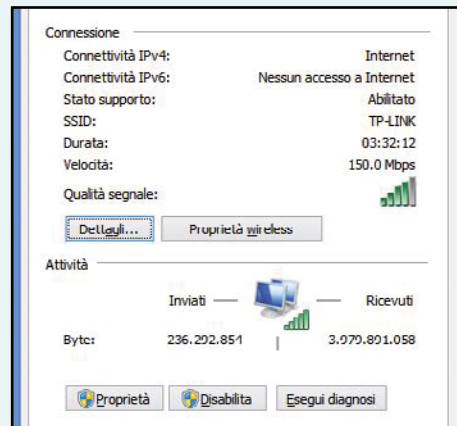 Connessione
Connettività IPv4: Internet
Connettività IPv6: Nessun accesso a Internet
Stato supporto: Abilitato
SSID: TP-LINK
Durata: 03:32:12
Velocità: 150.0 Mbps
Qualità segnale:
Dettagli... Proprietà wireless
Attività
Inviati — — Ricevuti
Byte: 236.292.854 | 3.979.891.058
Proprietà Disabilita Esegui diagnosi